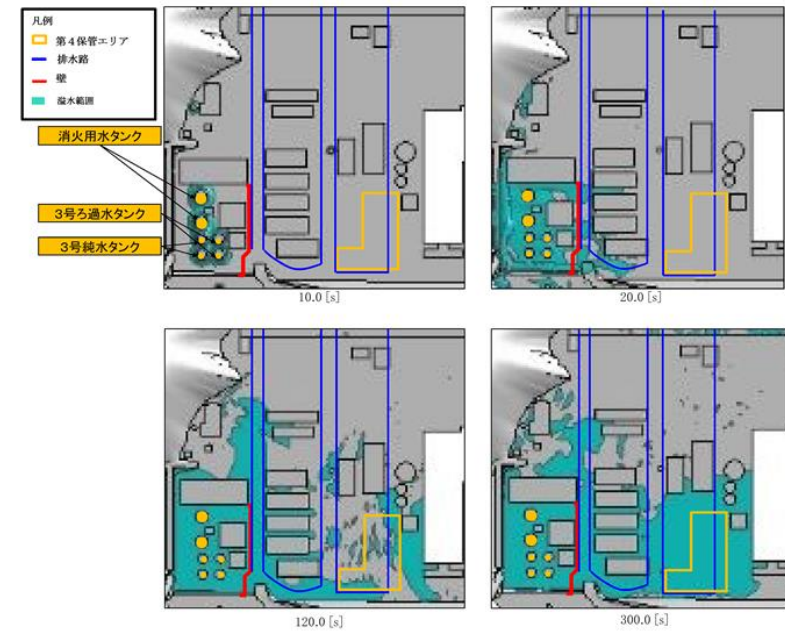 凡例
第4保管エリア
排水路
壁
溢水範囲
消火用水タンク
3号ろ過水タンク
3号純水タンク
10.0 [s]
20.0 [s]
120.0 [s]
300.0 [s]